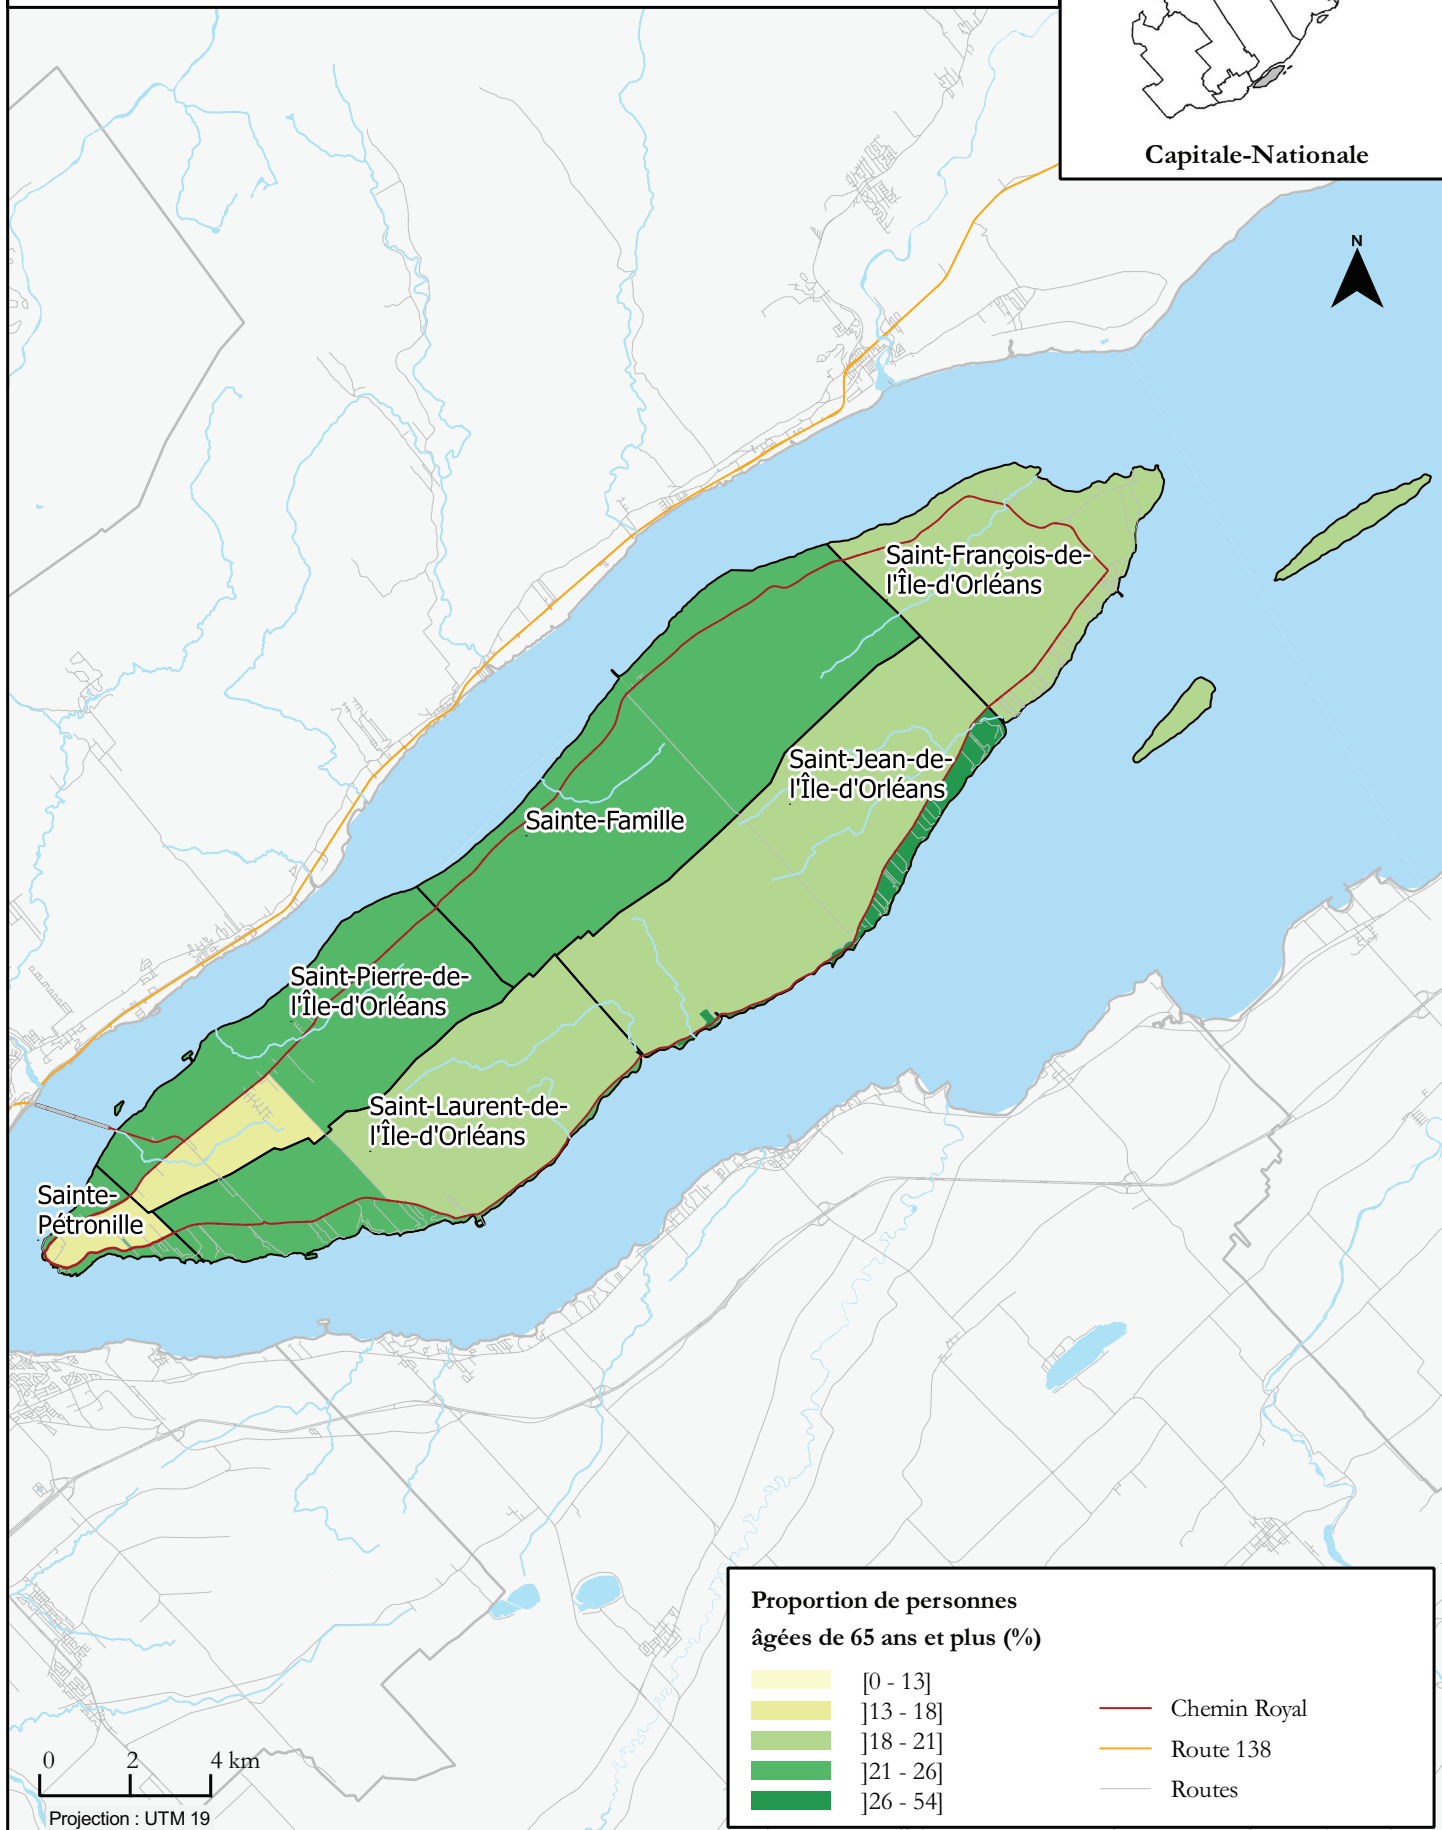 Capitale-Nationale
N
Saint-François-de-
l'Île-d'Orléans
Saint-Jean-de-
l'Île-d'Orléans
Sainte-Famille
Saint-Pierre-de-
l'Île-d'Orléans
Saint-Laurent-de-
l'Île-d'Orléans
Sainte-
Pétronille
Proportion de personnes
âgées de 65 ans et plus (%)
[0 - 13]
]13 - 18]
]18 - 21]
]21 - 26]
]26 - 54]
Chemin Royal
Route 138
Routes
0 2 4 km
Projection : UTM 19